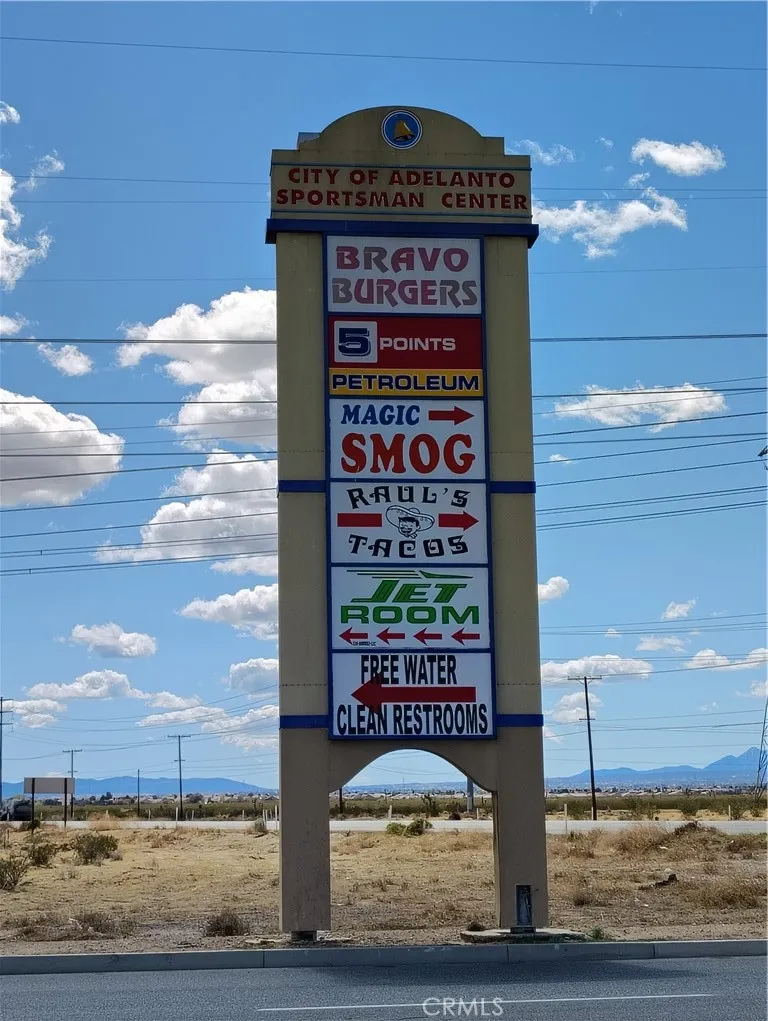 CITY OF ADELANTO
SPORTSMAN CENTER
BRAVO
BURGERS
5 POINTS
PETROLEUM
MAGIC
SMOG
RAUL'S
TACOS
JET
ROOM
FREE WATER
CLEAN RESTROOMS
CRMLS